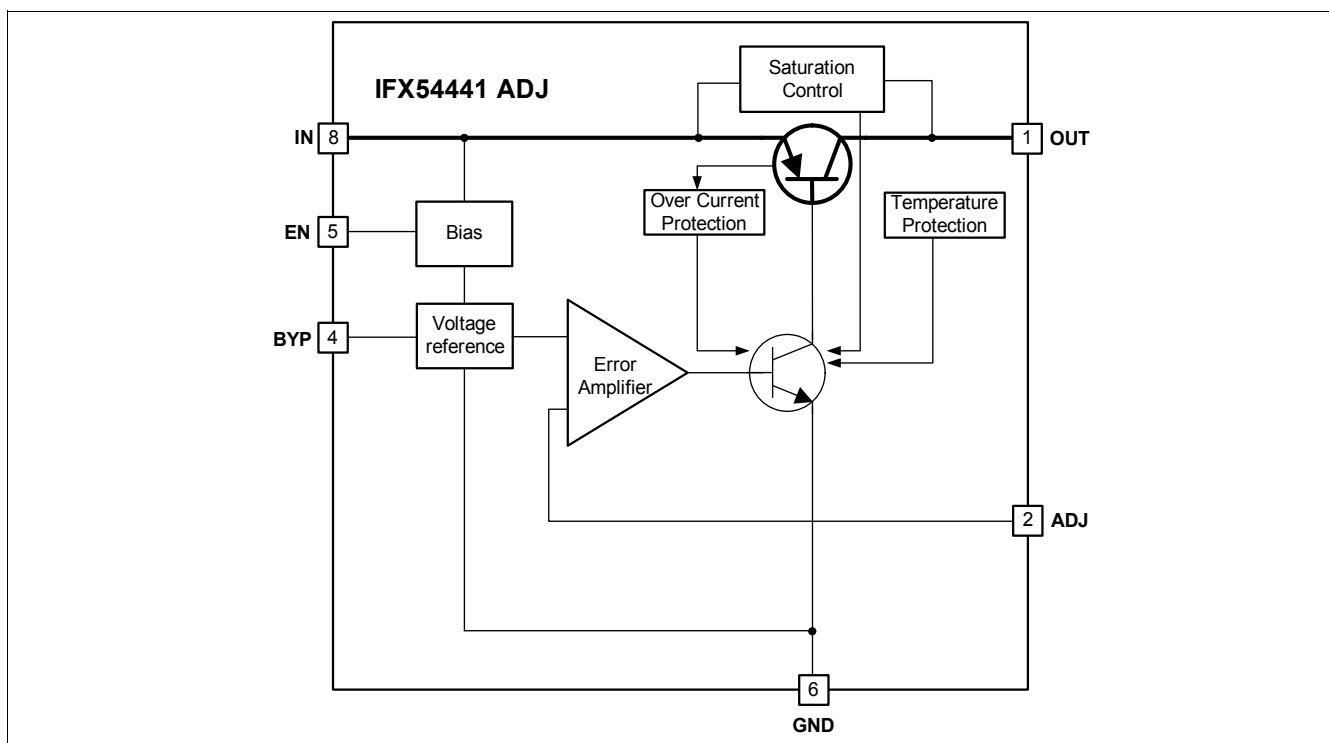 IFX54441 ADJ
Saturation
Control
IN
8
1
OUT
Over Current
Protection
Temperature
Protection
EN
5
Bias
BYP
4
Voltage
reference
Error
Amplifier
2
ADJ
6
GND